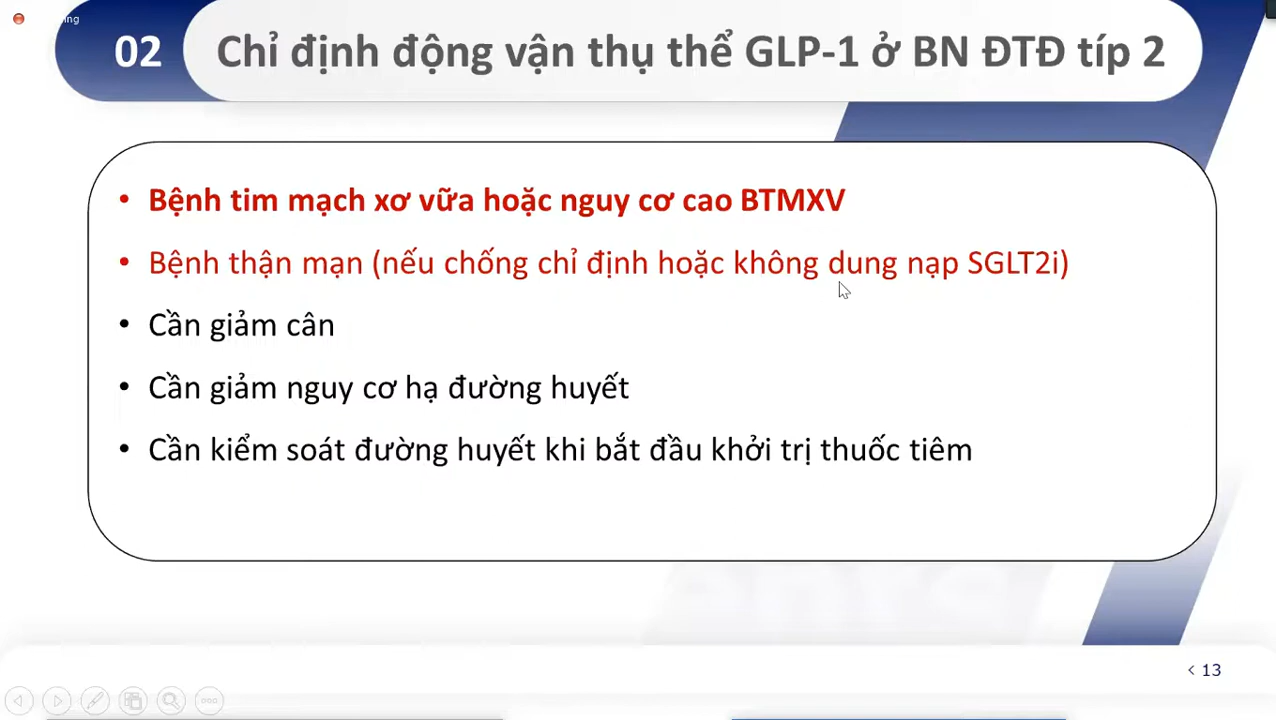 02
Chỉ định động vận thụ thể GLP-1 ở BN ĐTĐ típ 2
• Bệnh tim mạch xơ vữa hoặc nguy cơ cao BTMXV
• Bệnh thận mạn (nếu chống chỉ định hoặc không dung nạp SGLT2i)
• Cần giảm cân
• Cần giảm nguy cơ hạ đường huyết
• Cần kiểm soát đường huyết khi bắt đầu khởi trị thuốc tiêm
< 13